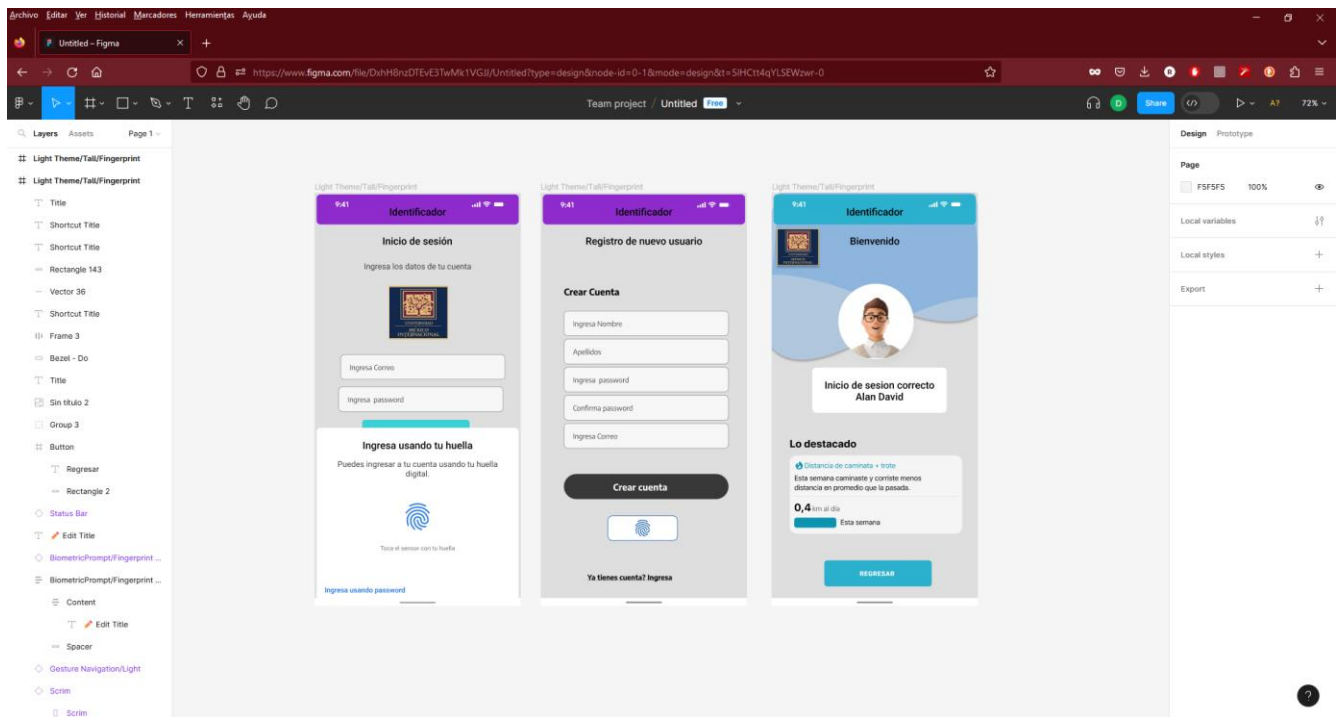 Archivo Editar Ver Historial Marcadores Herramientas Ayuda
Untitled – Figma
https://www.figma.com/file/DxhH8nzDTEvE3TwMk1VGJJ/Untitled?type=design&node-id=0-1&mode=design&t=5lHCtt4qYLSEWzwr-0
Team project / Untitled Free
D Share A? 72%
Layers Assets Page 1
Light Theme/Tall/Fingerprint
Light Theme/Tall/Fingerprint
Title
Shortcut Title
Shortcut Title
Rectangle 143
Vector 36
Shortcut Title
Frame 3
Bezel - Do
Title
Sin título 2
Group 3
Button
Regresar
Rectangle 2
Status Bar
Edit Title
BiometricPrompt/Fingerprint ...
BiometricPrompt/Fingerprint ...
Content
Edit Title
Spacer
Gesture Navigation/Light
Scrim
Scrim
Light Theme/Tall/Fingerprint
9:41
Identificador
Inicio de sesión
Ingresa los datos de tu cuenta
UNIVERSIDAD
MÉXICO
INTERNACIONAL
Ingresa Correo
Ingresa password
Ingresa usando tu huella
Puedes ingresar a tu cuenta usando tu huella
digital.
Toca el sensor con tu huella
Ingresa usando password
Light Theme/Tall/Fingerprint
9:41
Identificador
Registro de nuevo usuario
Crear Cuenta
Ingresa Nombre
Apellidos
Ingresa password
Confirma password
Ingresa Correo
Crear cuenta
Ya tienes cuenta? Ingresa
Light Theme/Tall/Fingerprint
9:41
Identificador
Bienvenido
Inicio de sesion correcto
Alan David
Lo destacado
Distancia de caminata + trote
Esta semana caminaste y corriste menos
distancia en promedio que la pasada.
0,4 km al día
Esta semana
REGRESAR
Design Prototype
Page
F5F5F5 100%
Local variables
Local styles
Export
?